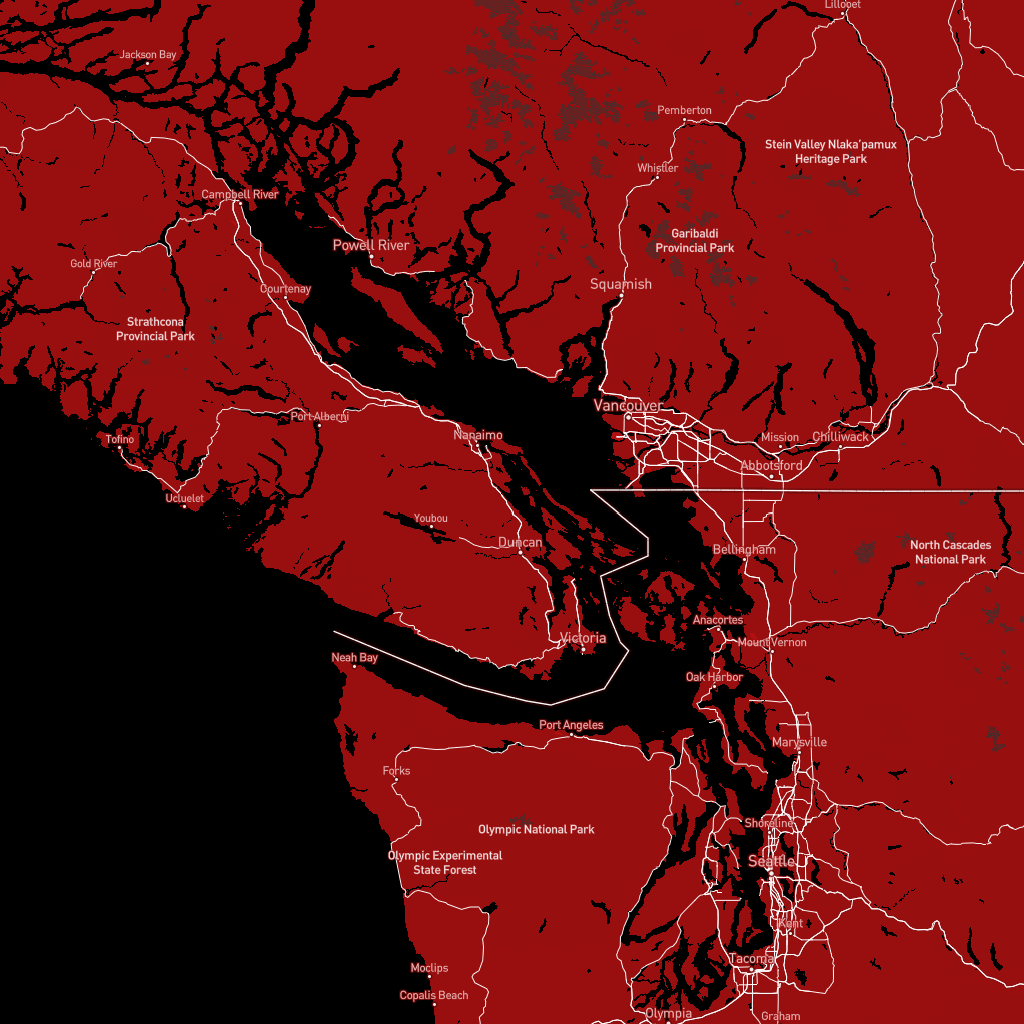 Lillooet
Jackson Bay
Pemberton
Stein Valley Nlaka'pamux
Heritage Park
Whistler
Campbell River
Garibaldi
Provincial Park
Powell River
Gold River
Squamish
Courtenay
Strathcona
Provincial Park
Vancouver
Port Alberni
Nanaimo
Mission
Chilliwack
Tofino
Abbotsford
Ucluelet
Youbou
Duncan
Bellingham
North Cascades
National Park
Anacortes
Victoria
Mount Vernon
Neah Bay
Oak Harbor
Port Angeles
Marysville
Forks
Shoreline
Olympic National Park
Olympic Experimental
State Forest
Seattle
Kent
Tacoma
Moclips
Copalis Beach
Olympia
Graham